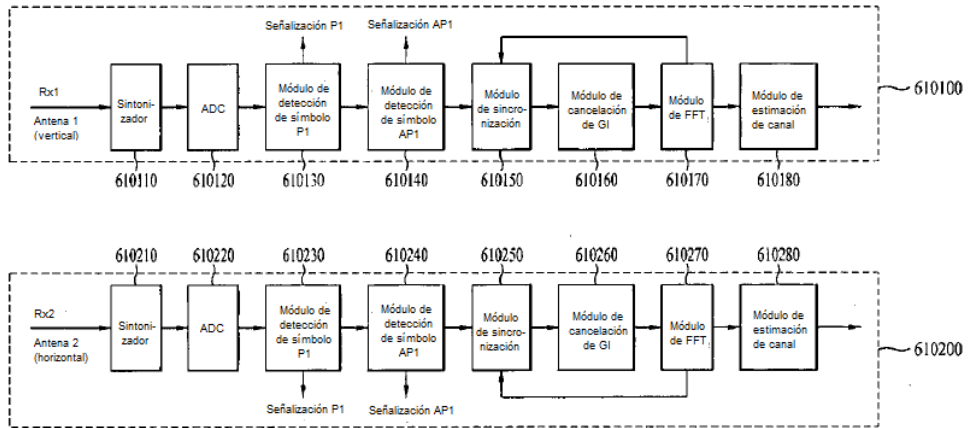 Señalización P1
Señalización AP1
Rx1
Antena 1
(vertical)
Sintoni-
zador
ADC
Módulo de
detección
de símbolo
P1
Módulo de
detección
de símbolo
AP1
Módulo
de sincro-
nización
Módulo de
cancelación
de GI
Módulo
de FFT
Módulo de
estimación
de canal
610100
610110
610120
610130
610140
610150
610160
610170
610180
610210
610220
610230
610240
610250
610260
610270
610280
Rx2
Antena 2
(horizontal)
Sintoni-
zador
ADC
Módulo de
detección
de símbolo
P1
Módulo de
detección
de símbolo
AP1
Módulo
de sincro-
nización
Módulo de
cancelación
de GI
Módulo
de FFT
Módulo de
estimación
de canal
610200
Señalización P1
Señalización AP1